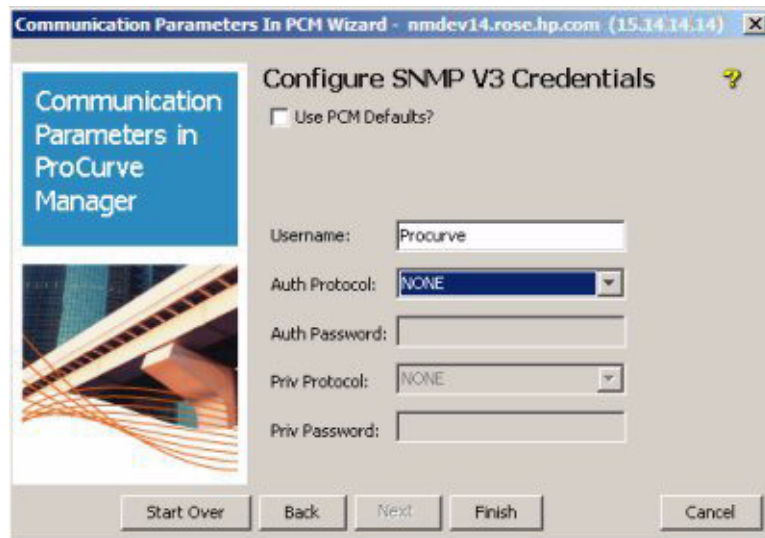 Communication Parameters In PCM Wizard - nmdev14.rose.hp.com (15.14.14.14)
Communication
Parameters in
ProCurve
Manager
Configure SNMP V3 Credentials
?
Use PCM Defaults?
Username: Procurve
Auth Protocol: NONE
Auth Password:
Priv Protocol: NONE
Priv Password:
Start Over Back Next Finish Cancel